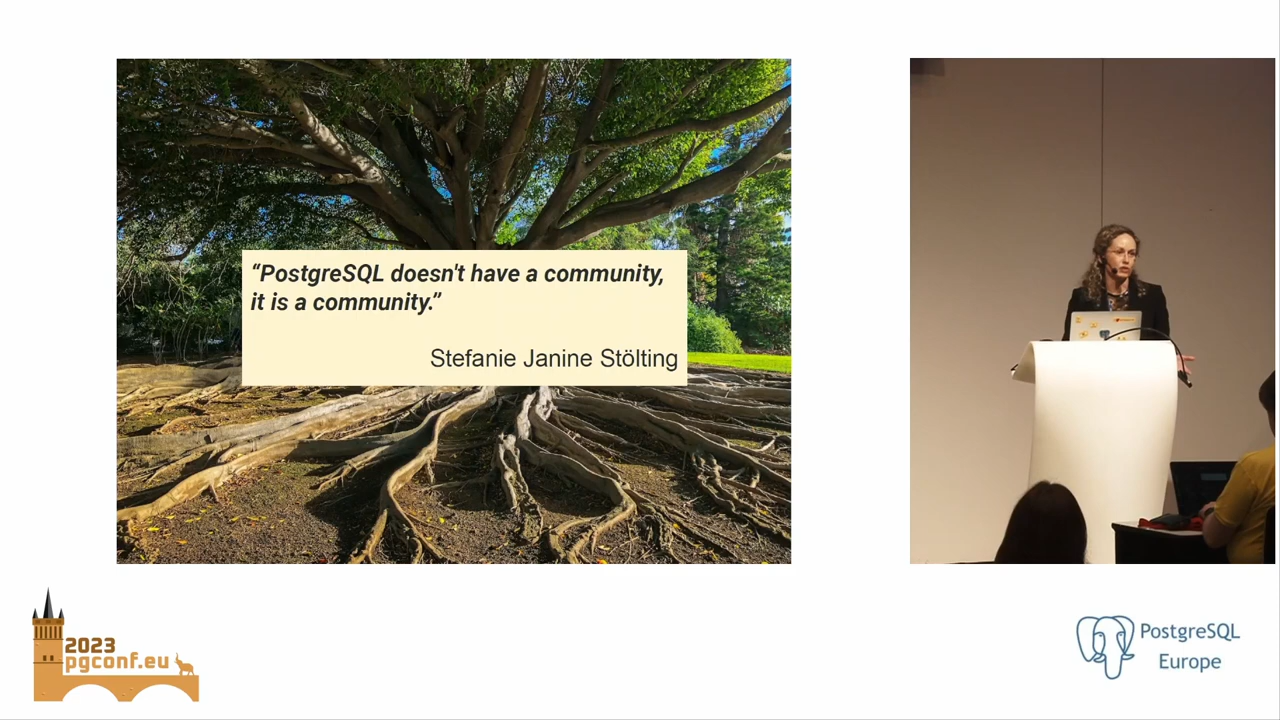 “PostgreSQL doesn't have a community,
it is a community.”
Stefanie Janine Stölting
2023
pgconf.eu
PostgreSQL
Europe